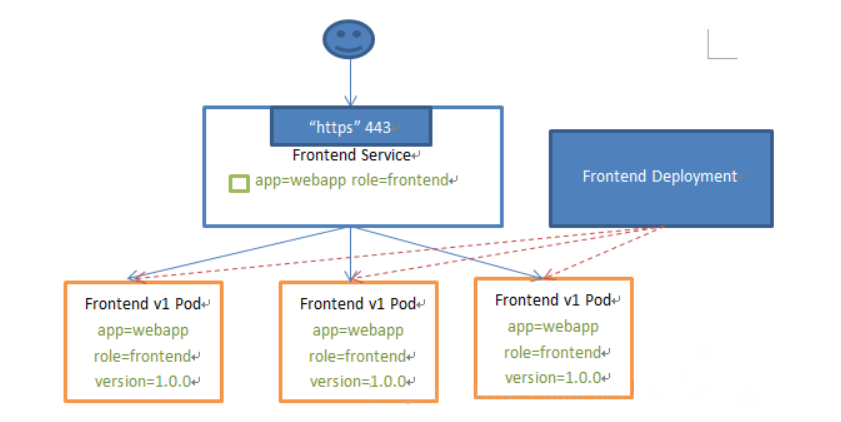 “https” 443
Frontend Service
app=webapp role=frontend
Frontend Deployment
Frontend v1 Pod
app=webapp
role=frontend
version=1.0.0
Frontend v1 Pod
app=webapp
role=frontend
version=1.0.0
Frontend v1 Pod
app=webapp
role=frontend
version=1.0.0